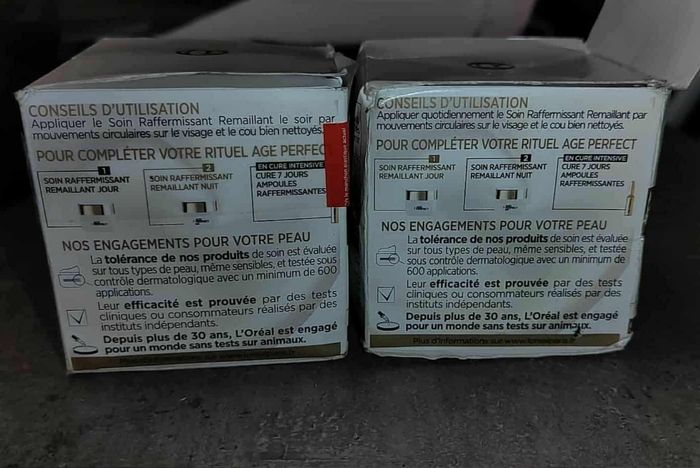 CONSEILS D'UTILISATION
Appliquer le Soin Raffermissant Remaillant le soir par
mouvements circulaires sur le visage et le cou bien nettoyés.
POUR COMPLÉTER VOTRE RITUEL AGE PERFECT
1
SOIN RAFFERMISSANT
REMAILLANT JOUR
2
SOIN RAFFERMISSANT
REMAILLANT NUIT
EN CURE INTENSIVE
CURE 7 JOURS
AMPOULES
RAFFERMISSANTES
NOS ENGAGEMENTS POUR VOTRE PEAU
La tolérance de nos produits de soin est évaluée
sur tous types de peau, même sensibles, et testée sous
contrôle dermatologique avec un minimum de 600
applications.
Leur efficacité est prouvée par des tests
cliniques ou consommateurs réalisés par des
instituts indépendants.
Depuis plus de 30 ans, L'Oréal est engagé
pour un monde sans tests sur animaux.
Plus d'informations sur www.loreal-paris.fr
CONSEILS D'UTILISATION
Appliquer quotidiennement le Soin Raffermissant Remaillant par
mouvements circulaires sur le visage et le cou bien nettoyés.
POUR COMPLÉTER VOTRE RITUEL AGE PERFECT
1
SOIN RAFFERMISSANT
REMAILLANT JOUR
2
SOIN RAFFERMISSANT
REMAILLANT NUIT
EN CURE INTENSIVE
CURE 7 JOURS
AMPOULES
RAFFERMISSANTES
NOS ENGAGEMENTS POUR VOTRE PEAU
La tolérance de nos produits de soin est évaluée
sur tous types de peau, même sensibles, et testée
sous contrôle dermatologique avec un minimum de
600 applications.
Leur efficacité est prouvée par des tests
cliniques ou consommateurs réalisés par des
instituts indépendants.
Depuis plus de 30 ans, L'Oréal est engagé
pour un monde sans tests sur animaux.
Plus d'informations sur www.loreal-paris.fr